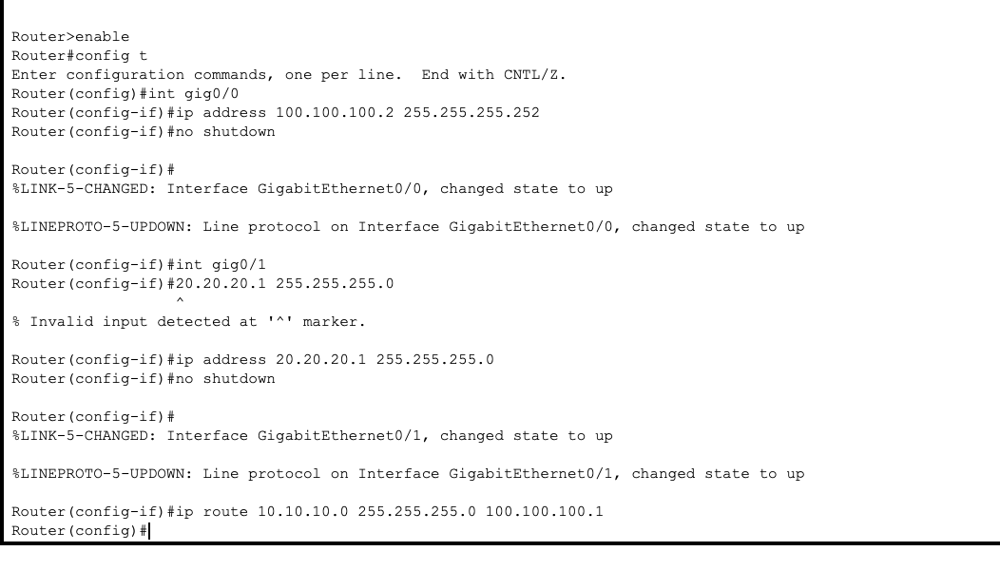 Router>enable
Router#config t
Enter configuration commands, one per line.  End with CNTL/Z.
Router(config)#int gig0/0
Router(config-if)#ip address 100.100.100.2 255.255.255.252
Router(config-if)#no shutdown

Router(config-if)#
%LINK-5-CHANGED: Interface GigabitEthernet0/0, changed state to up

%LINEPROTO-5-UPDOWN: Line protocol on Interface GigabitEthernet0/0, changed state to up

Router(config-if)#int gig0/1
Router(config-if)#20.20.20.1 255.255.255.0
                  ^
% Invalid input detected at '^' marker.

Router(config-if)#ip address 20.20.20.1 255.255.255.0
Router(config-if)#no shutdown

Router(config-if)#
%LINK-5-CHANGED: Interface GigabitEthernet0/1, changed state to up

%LINEPROTO-5-UPDOWN: Line protocol on Interface GigabitEthernet0/1, changed state to up

Router(config-if)#ip route 10.10.10.0 255.255.255.0 100.100.100.1
Router(config)#